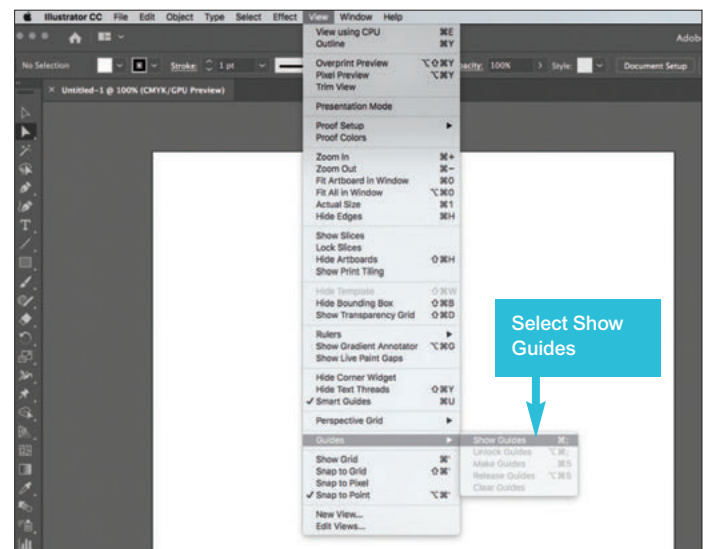 Illustrator CC File Edit Object Type Select Effect View Window Help
Adob
No Selection Stroke: 1 pt acity: 100% Style: Document Setup
× Untitled-1 @ 100% (CMYK/GPU Preview)
View using CPU ⌘E
Outline ⌘Y
Overprint Preview ⌥⇧⌘Y
Pixel Preview ⌥⌘Y
Trim View
Presentation Mode
Proof Setup
Proof Colors
Zoom In ⌘+
Zoom Out ⌘−
Fit Artboard in Window ⌘0
Fit All in Window ⌥⌘0
Actual Size ⌘1
Hide Edges ⌘H
Show Slices
Lock Slices
Hide Artboards ⇧⌘H
Show Print Tiling
Hide Template ⇧⌘W
Hide Bounding Box ⇧⌘B
Show Transparency Grid ⇧⌘D
Rulers
Show Gradient Annotator ⌥⌘G
Show Live Paint Gaps
Hide Corner Widget
Hide Text Threads ⇧⌘Y
✓ Smart Guides ⌘U
Perspective Grid
Guides
Show Grid ⌘"
Snap to Grid ⇧⌘"
Snap to Pixel
✓ Snap to Point ⌥⌘"
New View...
Edit Views...
Show Guides ⌘;
Unlock Guides ⌥⌘;
Make Guides ⌘5
Release Guides ⌥⌘5
Clear Guides
Select Show
Guides